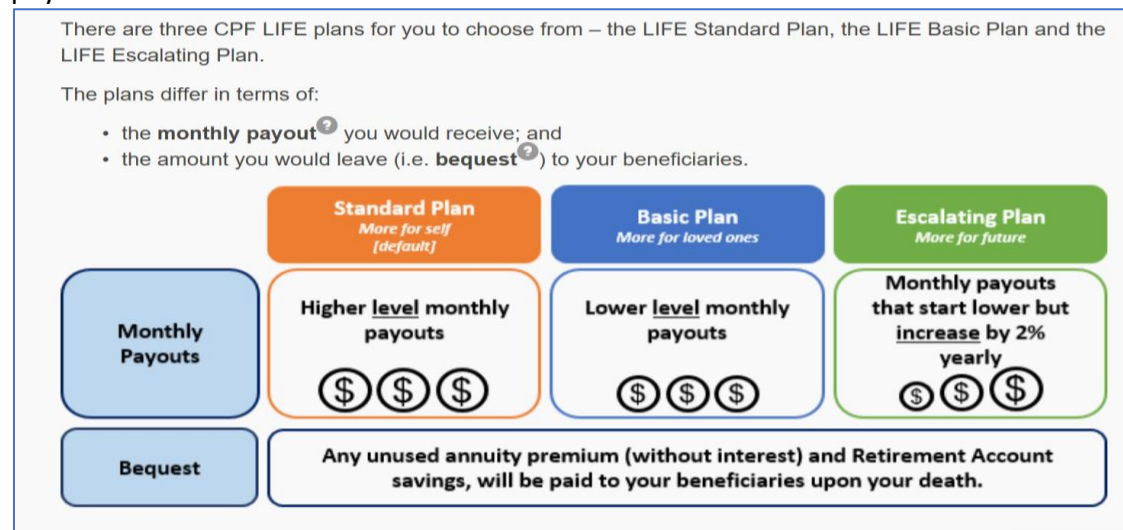 There are three CPF LIFE plans for you to choose from – the LIFE Standard Plan, the LIFE Basic Plan and the
LIFE Escalating Plan.
The plans differ in terms of:
• the monthly payout? you would receive; and
• the amount you would leave (i.e. bequest?) to your beneficiaries.
Standard Plan
More for self
[default]
Basic Plan
More for loved ones
Escalating Plan
More for future
Monthly
Payouts
Higher level monthly
payouts
$ $ $
Lower level monthly
payouts
$ $ $
Monthly payouts
that start lower but
increase by 2%
yearly
$ $ $
Bequest
Any unused annuity premium (without interest) and Retirement Account
savings, will be paid to your beneficiaries upon your death.